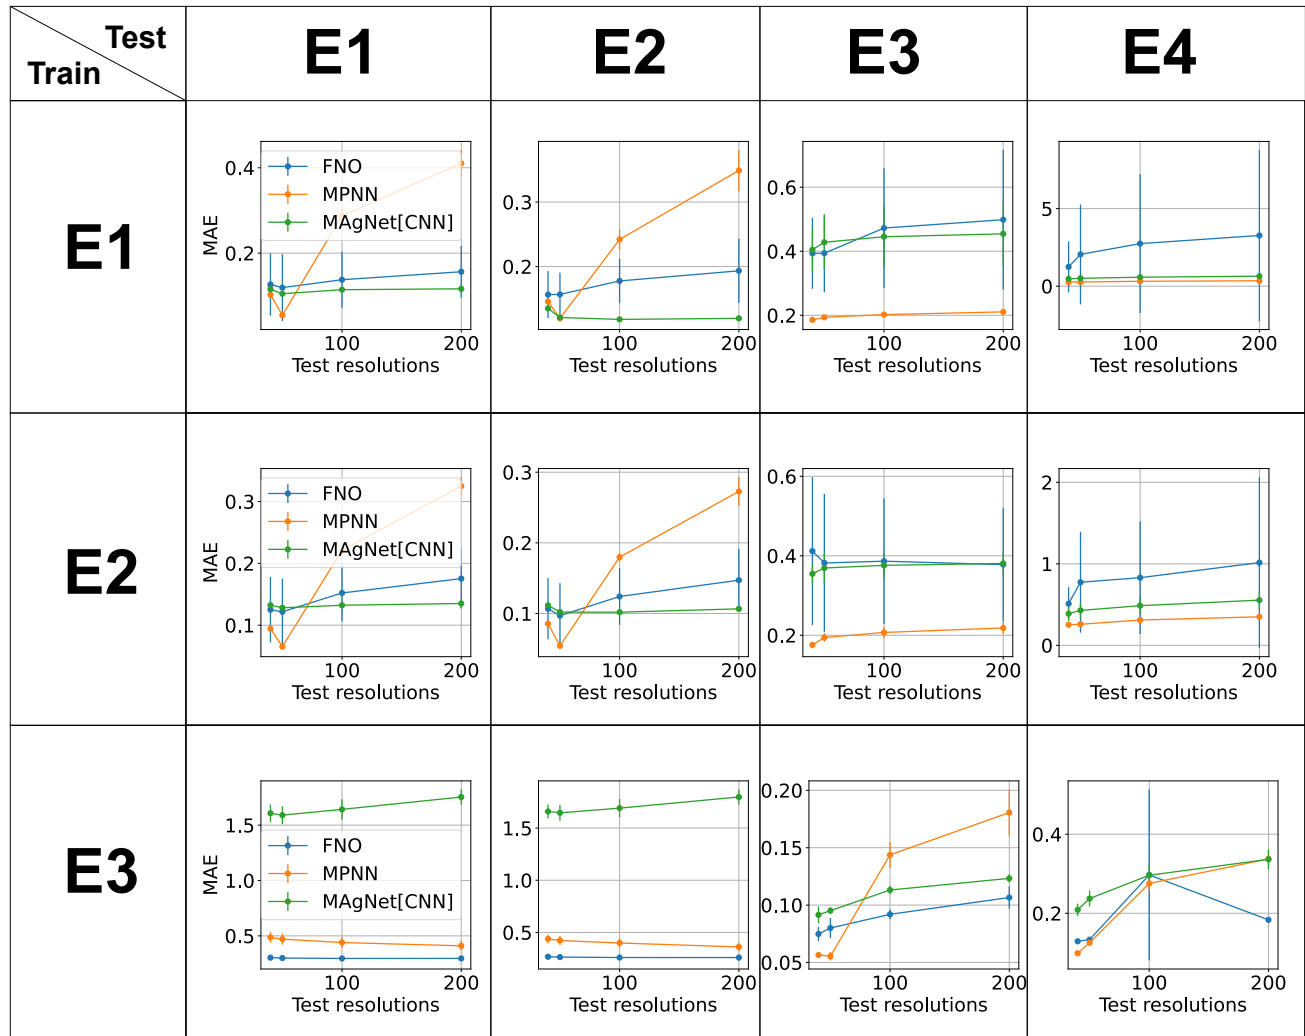 Test
Train
E1
E2
E3
E4
E1
0.4
0.2
MAE
FNO
MPNN
MAgNet[CNN]
100
200
Test resolutions
0.3
0.2
100
200
Test resolutions
0.6
0.4
0.2
100
200
Test resolutions
5
0
100
200
Test resolutions
E2
0.3
0.2
0.1
MAE
FNO
MPNN
MAgNet[CNN]
100
200
Test resolutions
0.3
0.2
0.1
100
200
Test resolutions
0.6
0.4
0.2
100
200
Test resolutions
2
1
0
100
200
Test resolutions
E3
1.5
1.0
0.5
MAE
FNO
MPNN
MAgNet[CNN]
100
200
Test resolutions
1.5
1.0
0.5
100
200
Test resolutions
0.20
0.15
0.10
0.05
100
200
Test resolutions
0.4
0.2
100
200
Test resolutions